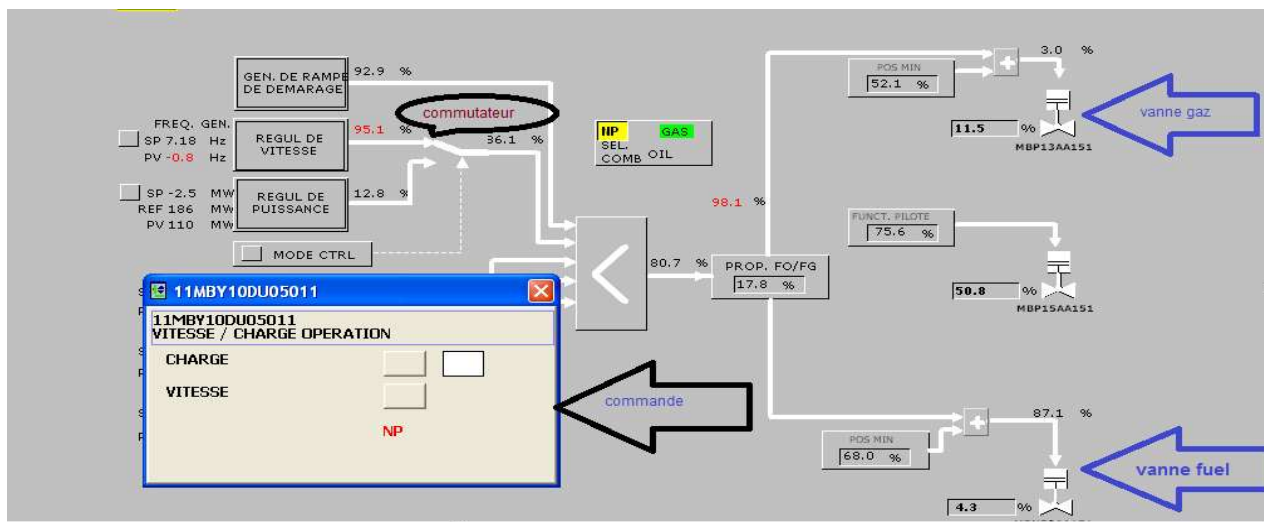 GEN. DE RAMPE
DE DEMARAGE
92.9 %
commutateur
FREQ. GEN.
SP 7.18 Hz
PV -0.8 Hz
REGUL DE
VITESSE
95.1 %
36.1 %
SP -2.5 MW
REF 186 MW
PV 110 MW
REGUL DE
PUISSANCE
12.8 %
MODE CTRL
NP GAS
SEL.
COMB OIL
98.1 %
80.7 %
PROP. FO/FG
17.8 %
POS MIN
52.1 %
3.0 %
11.5 %
MBP13AA151
vanne gaz
FUNCT. PILOTE
75.6 %
50.8 %
MBP15AA151
11MBY10DU05011
11MBY10DU05011
VITESSE / CHARGE OPERATION
CHARGE
VITESSE
NP
commande
POS MIN
68.0 %
87.1 %
4.3 %
vanne fuel